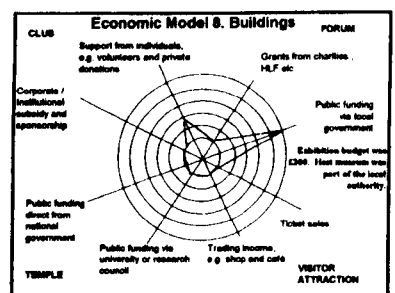 Economic Model 8. Buildings
CLUB
FORUM
Support from individuals,
e.g. volunteers and private
donations
Grants from charities,
HLF etc
Corporate /
Institutional
subsidy and
sponsorship
Public funding
via local
government
Exhibition budget was
£300. Host museum was
part of the local
authority.
Public funding
direct from
national
government
Ticket sales
Public funding via
university or research
council
Trading income,
e.g. shop and café
TEMPLE
VISITOR
ATTRACTION